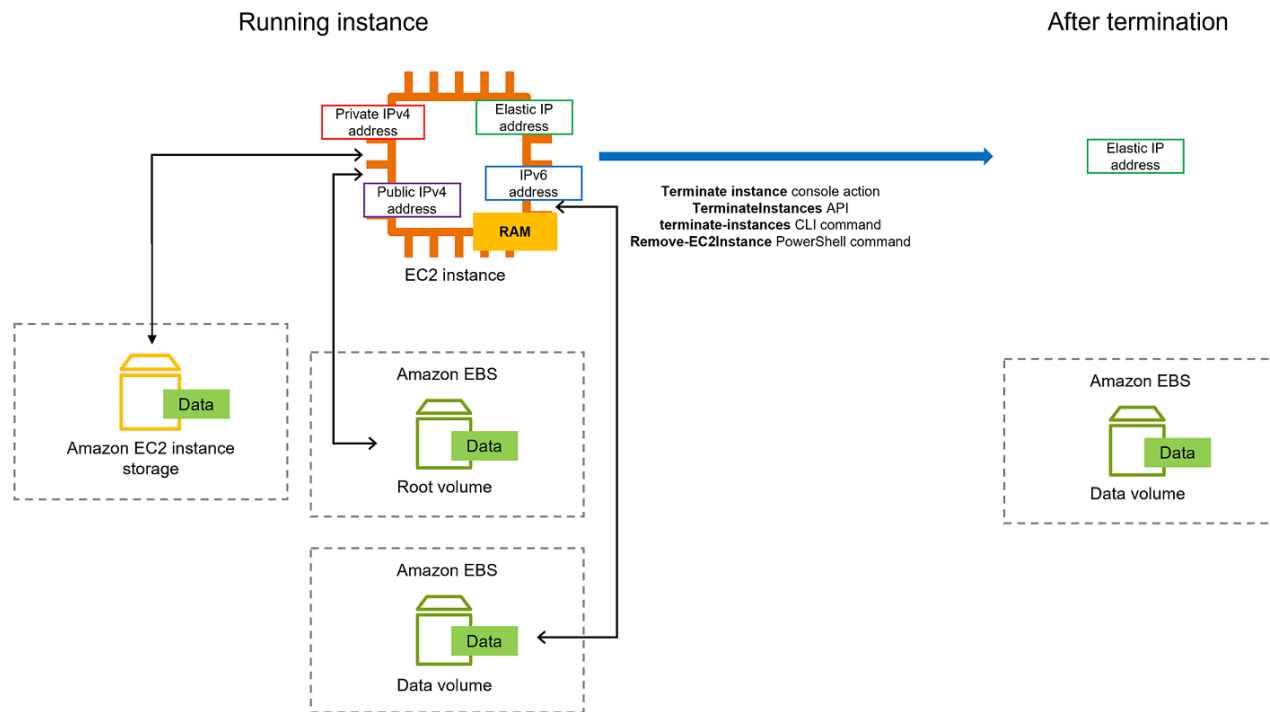 Running instance
After termination
Private IPv4
address
Elastic IP
address
Public IPv4
address
IPv6
address
RAM
EC2 instance
Terminate instance console action
TerminateInstances API
terminate-instances CLI command
Remove-EC2Instance PowerShell command
Elastic IP
address
Data
Amazon EC2 instance
storage
Amazon EBS
Data
Root volume
Amazon EBS
Data
Data volume
Amazon EBS
Data
Data volume